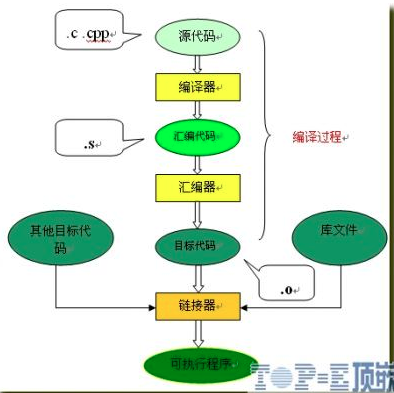 .c .cpp
源代码
编译器
.s
汇编代码
编译过程
汇编器
其他目标代
码
目标代码
库文件
.o
链接器
可执行程序
TOP-E顶嵌